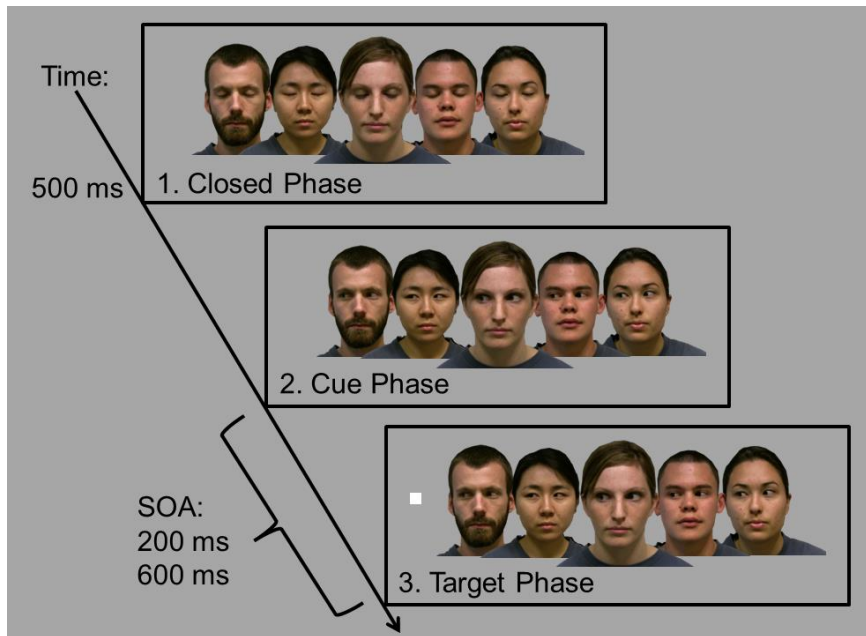 Time:
500 ms
1. Closed Phase
2. Cue Phase
SOA:
200 ms
600 ms
3. Target Phase